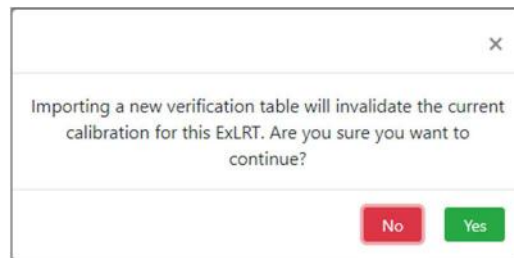 ×
Importing a new verification table will invalidate the current
calibration for this ExLRT. Are you sure you want to
continue?
No Yes